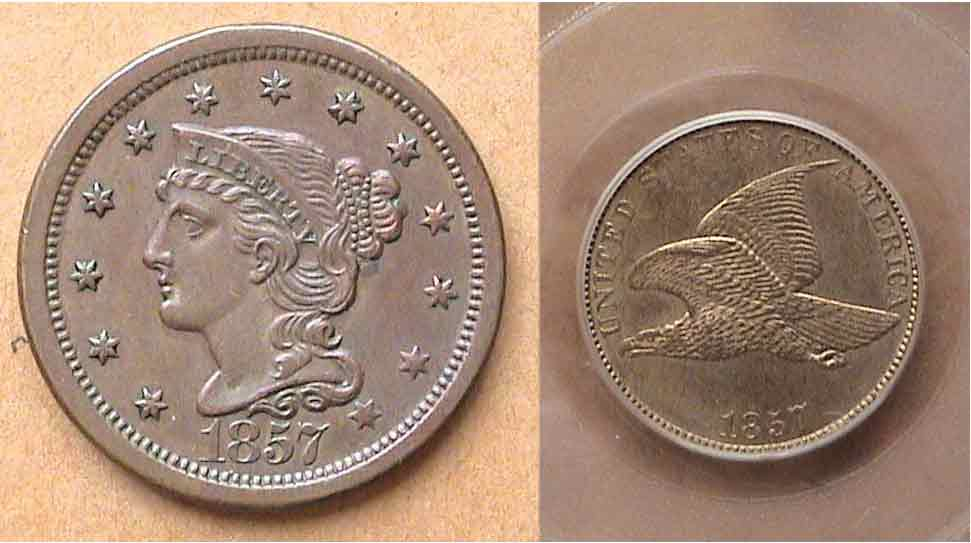 LIBERTY
1857
UNITED STATES OF AMERICA
1857